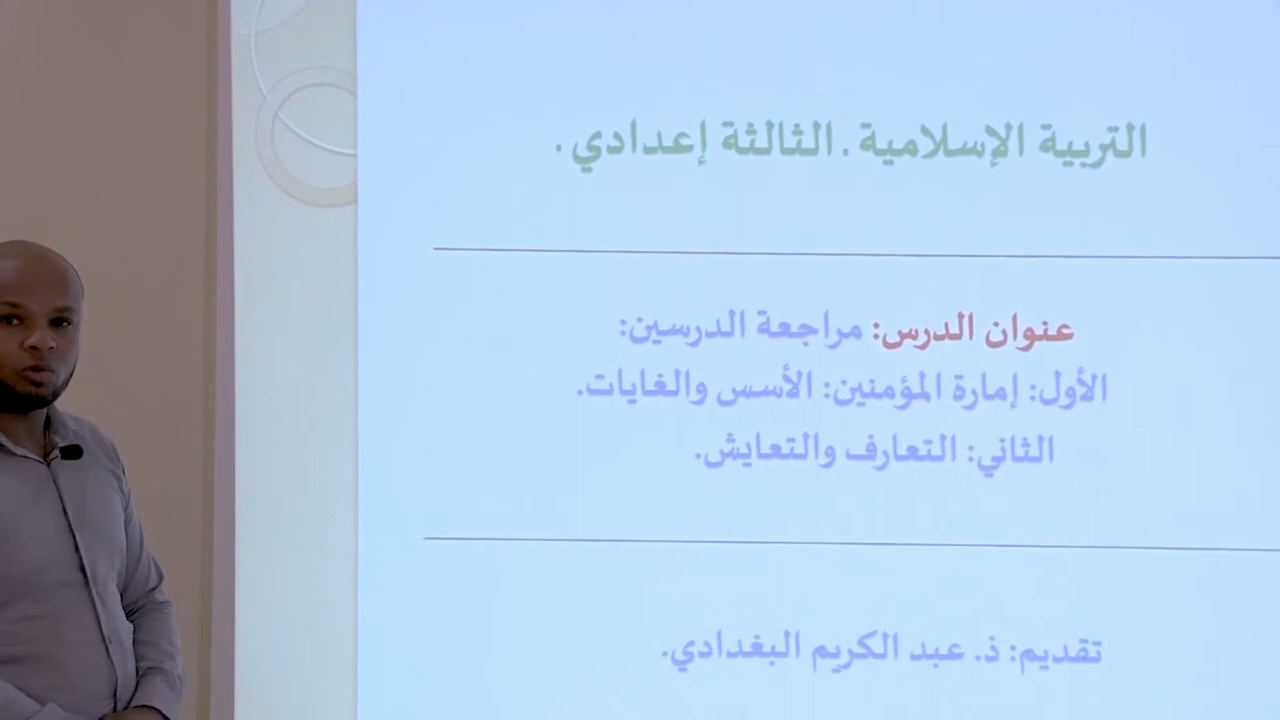 التربية الإسلامية. الثالثة إعدادي.
عنوان الدرس: مراجعة الدرسين:
الأول: إمارة المؤمنين: الأسس والغايات.
الثاني: التعارف والتعايش.
تقديم: ذ. عبد الكريم البغدادي.